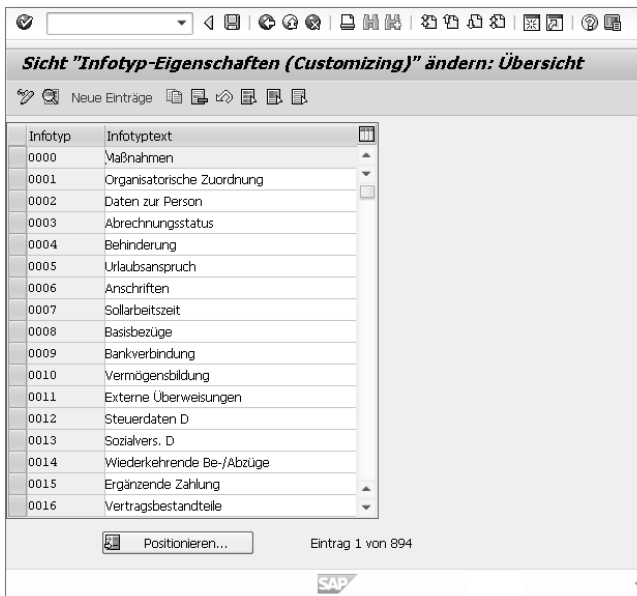 Sicht "Infotyp-Eigenschaften (Customizing)" ändern: Übersicht
Neue Einträge
Infotyp Infotyptext
0000 Maßnahmen
0001 Organisatorische Zuordnung
0002 Daten zur Person
0003 Abrechnungsstatus
0004 Behinderung
0005 Urlaubsanspruch
0006 Anschriften
0007 Sollarbeitszeit
0008 Basisbezüge
0009 Bankverbindung
0010 Vermögensbildung
0011 Externe Überweisungen
0012 Steuerdaten D
0013 Sozialvers. D
0014 Wiederkehrende Be-/Abzüge
0015 Ergänzende Zahlung
0016 Vertragsbestandteile
Positionieren... Eintrag 1 von 894
SAP